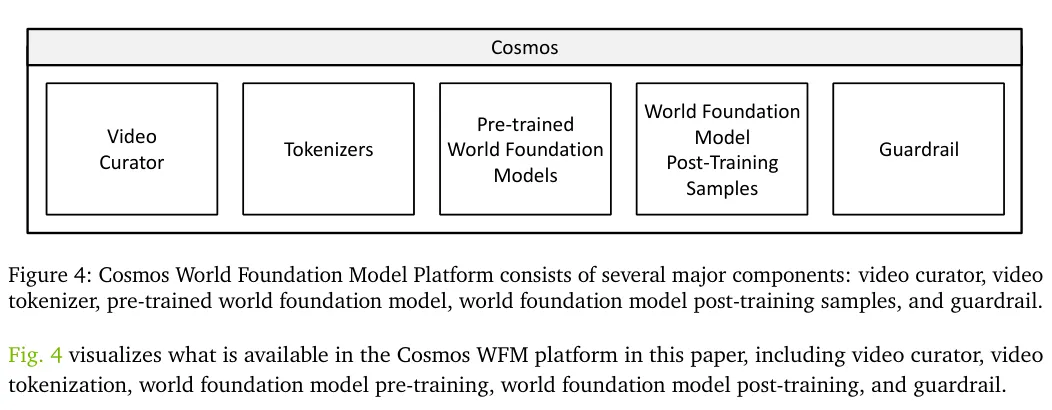 Cosmos
Video
Curator
Tokenizers
Pre-trained
World Foundation
Models
World Foundation
Model
Post-Training
Samples
Guardrail
Figure 4: Cosmos World Foundation Model Platform consists of several major components: video curator, video
tokenizer, pre-trained world foundation model, world foundation model post-training samples, and guardrail.
Fig. 4 visualizes what is available in the Cosmos WFM platform in this paper, including video curator, video
tokenization, world foundation model pre-training, world foundation model post-training, and guardrail.